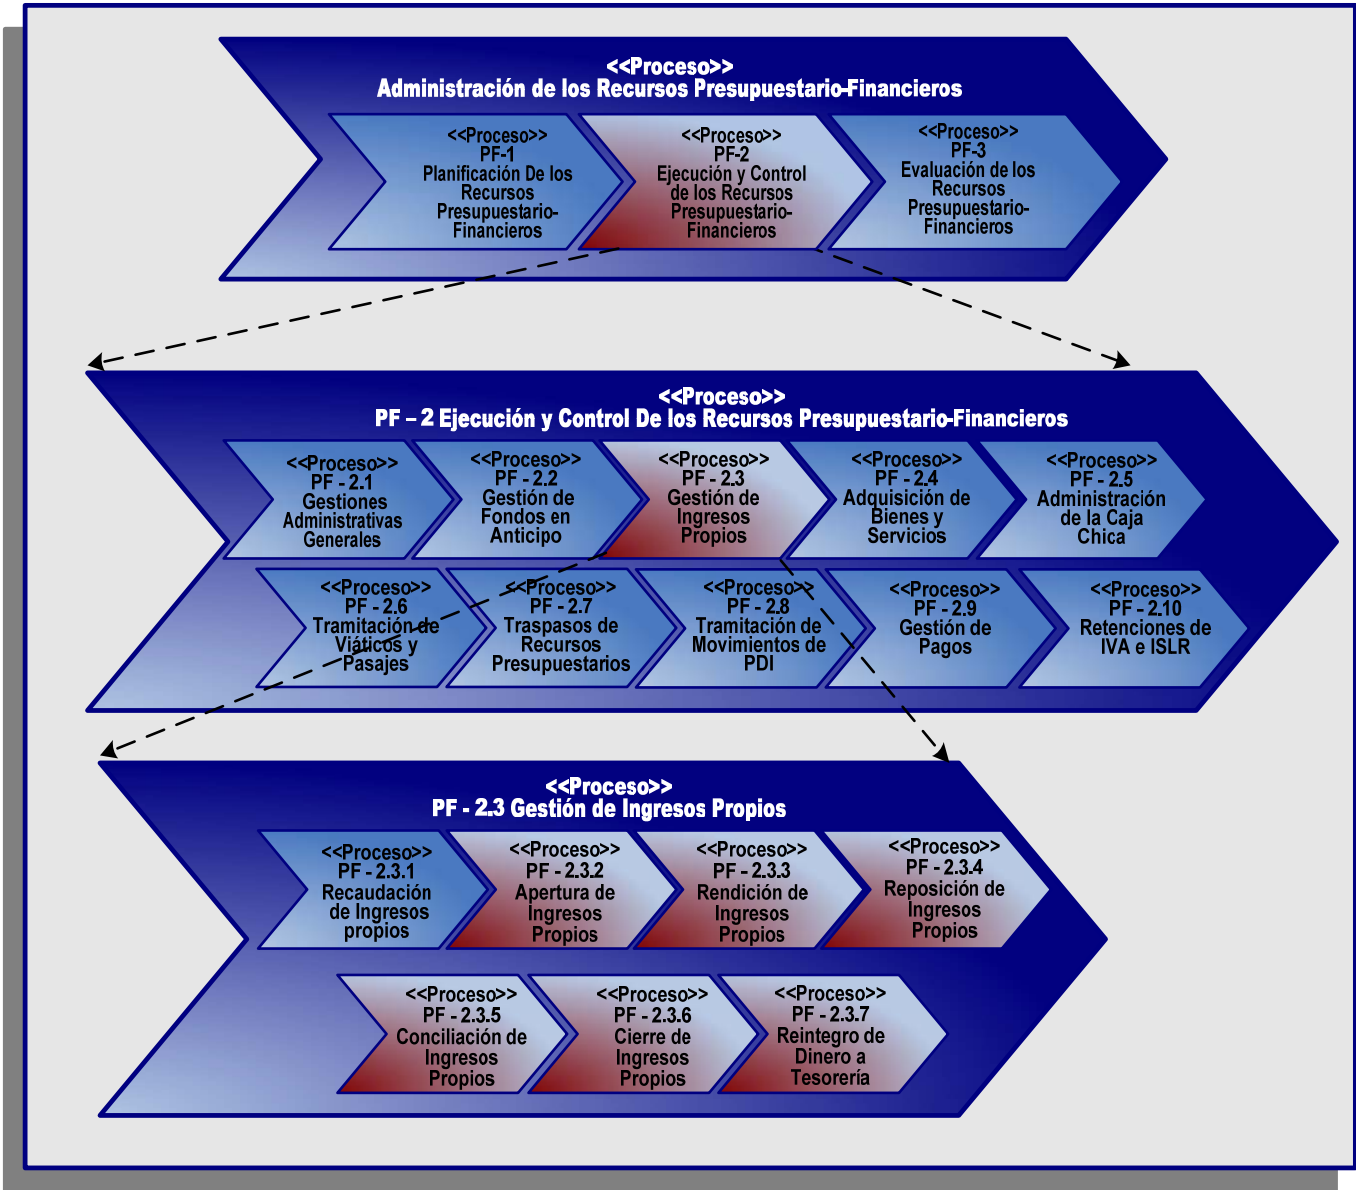 <<Proceso>>
Administración de los Recursos Presupuestario-Financieros
<<Proceso>>
PF-1
Planificación De los
Recursos
Presupuestario-
Financieros
<<Proceso>>
PF-2
Ejecución y Control
de los Recursos
Presupuestario-
Financieros
<<Proceso>>
PF-3
Evaluación de los
Recursos
Presupuestario-
Financieros
<<Proceso>>
PF – 2 Ejecución y Control De los Recursos Presupuestario-Financieros
<<Proceso>>
PF - 2.1
Gestiones
Administrativas
Generales
<<Proceso>>
PF - 2.2
Gestión de
Fondos en
Anticipo
<<Proceso>>
PF - 2.3
Gestión de
Ingresos
Propios
<<Proceso>>
PF - 2.4
Adquisición de
Bienes y
Servicios
<<Proceso>>
PF - 2.5
Administración
de la Caja
Chica
<<Proceso>>
PF - 2.6
Tramitación de
Viáticos y
Pasajes
<<Proceso>>
PF - 2.7
Traspasos de
Recursos
Presupuestarios
<<Proceso>>
PF - 2.8
Tramitación de
Movimientos de
PDI
<<Proceso>>
PF - 2.9
Gestión de
Pagos
<<Proceso>>
PF - 2.10
Retenciones de
IVA e ISLR
<<Proceso>>
PF - 2.3 Gestión de Ingresos Propios
<<Proceso>>
PF - 2.3.1
Recaudación
de Ingresos
propios
<<Proceso>>
PF - 2.3.2
Apertura de
Ingresos
Propios
<<Proceso>>
PF - 2.3.3
Rendición de
Ingresos
Propios
<<Proceso>>
PF - 2.3.4
Reposición de
Ingresos
Propios
<<Proceso>>
PF - 2.3.5
Conciliación de
Ingresos
Propios
<<Proceso>>
PF - 2.3.6
Cierre de
Ingresos
Propios
<<Proceso>>
PF - 2.3.7
Reintegro de
Dinero a
Tesorería